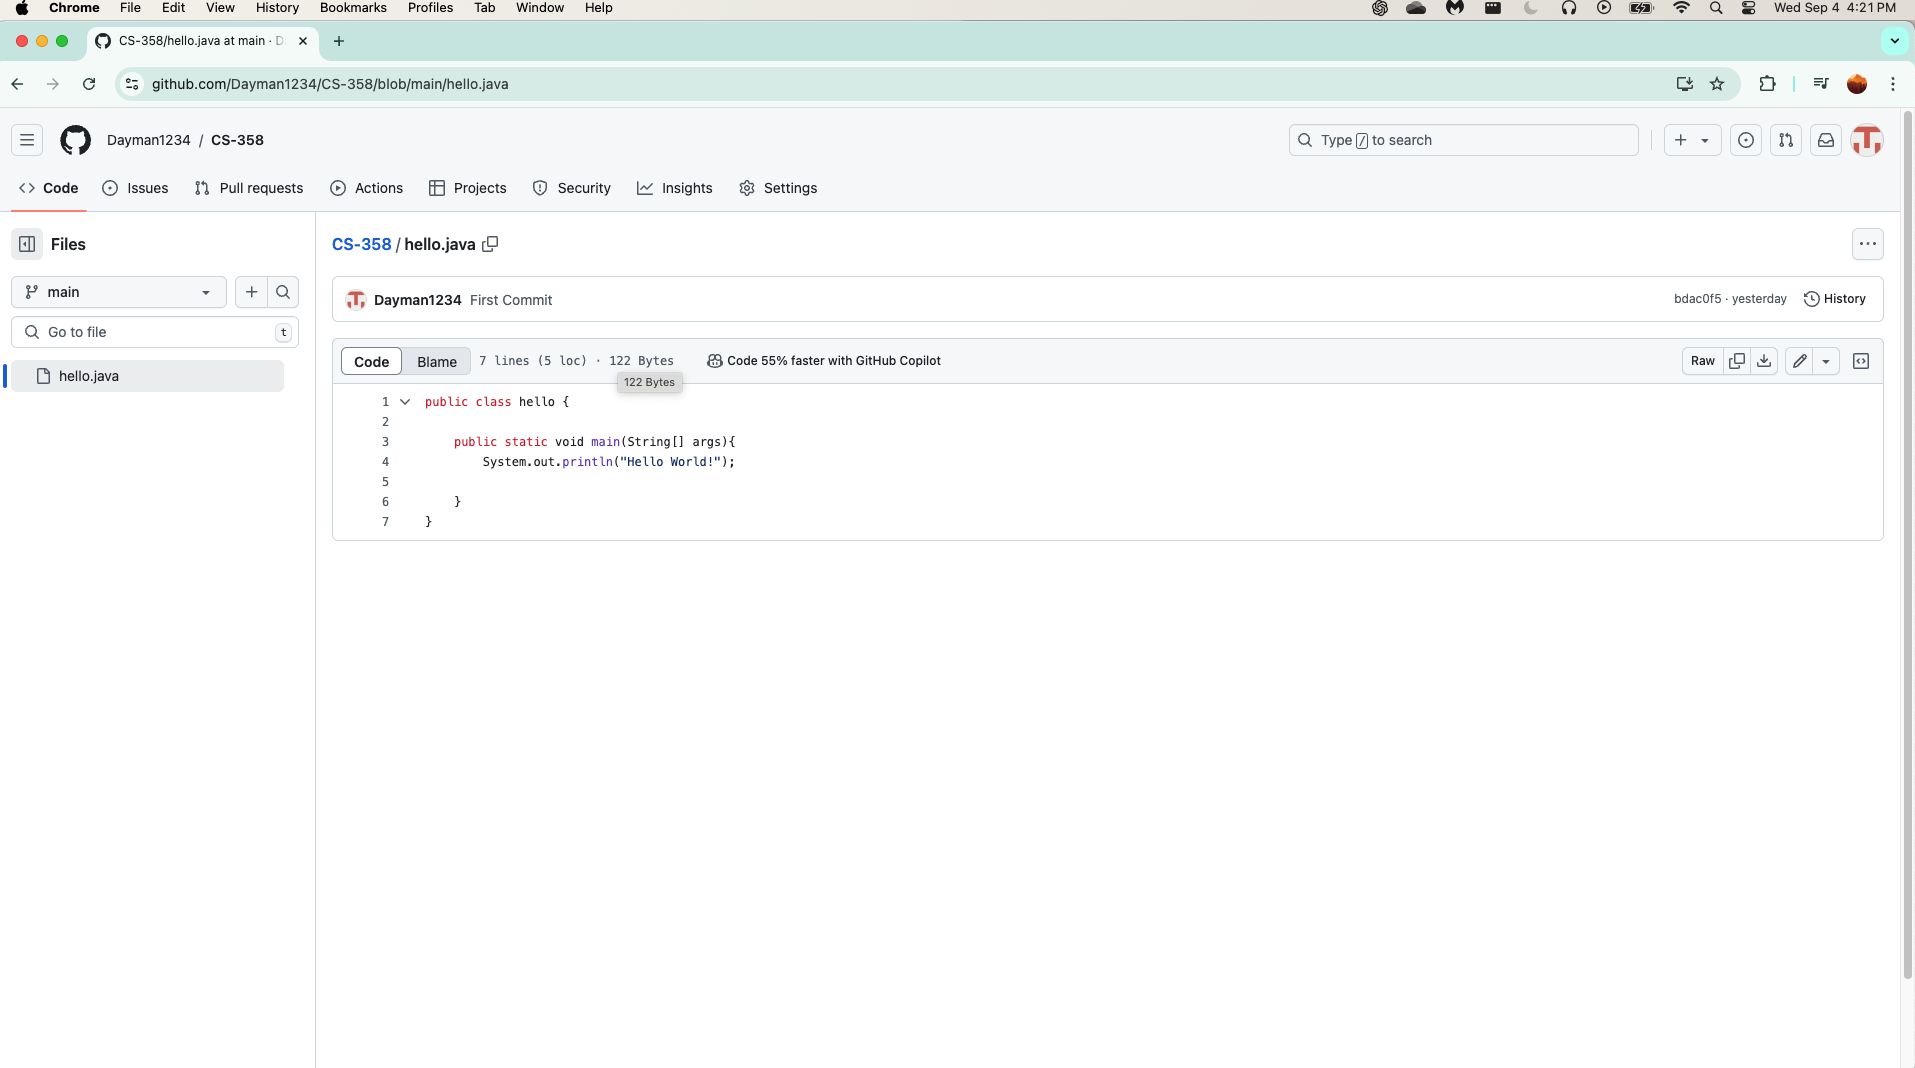 Chrome File Edit View History Bookmarks Profiles Tab Window Help Wed Sep 4 4:21 PM
CS-358/hello.java at main · D
github.com/Dayman1234/CS-358/blob/main/hello.java
Dayman1234 / CS-358 Type / to search
Code Issues Pull requests Actions Projects Security Insights Settings
Files
main
Go to file t
hello.java
CS-358 / hello.java
Dayman1234 First Commit bdac0f5 · yesterday History
Code Blame 7 lines (5 loc) · 122 Bytes Code 55% faster with GitHub Copilot Raw
122 Bytes
1 public class hello {
2
3 public static void main(String[] args){
4 System.out.println("Hello World!");
5
6 }
7 }